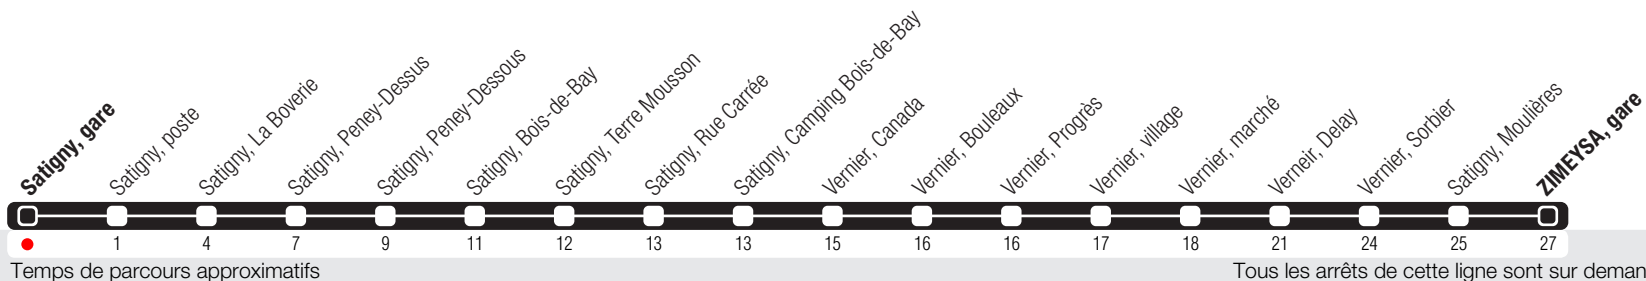 Satigny, gare
Satigny, poste
Satigny, La Boverie
Satigny, Peney-Dessus
Satigny, Peney-Dessous
Satigny, Bois-de-Bay
Satigny, Terre Mousson
Satigny, Rue Carrée
Satigny, Camping Bois-de-Bay
Vernier, Canada
Vernier, Bouleaux
Vernier, Progrès
Vernier, village
Vernier, marché
Verneir, Delay
Vernier, Sorbier
Satigny, Moulières
ZIMEYSA, gare
1 4 7 9 11 12 13 13 15 16 16 17 18 21 24 25 27
Temps de parcours approximatifs
Tous les arrêts de cette ligne sont sur deman